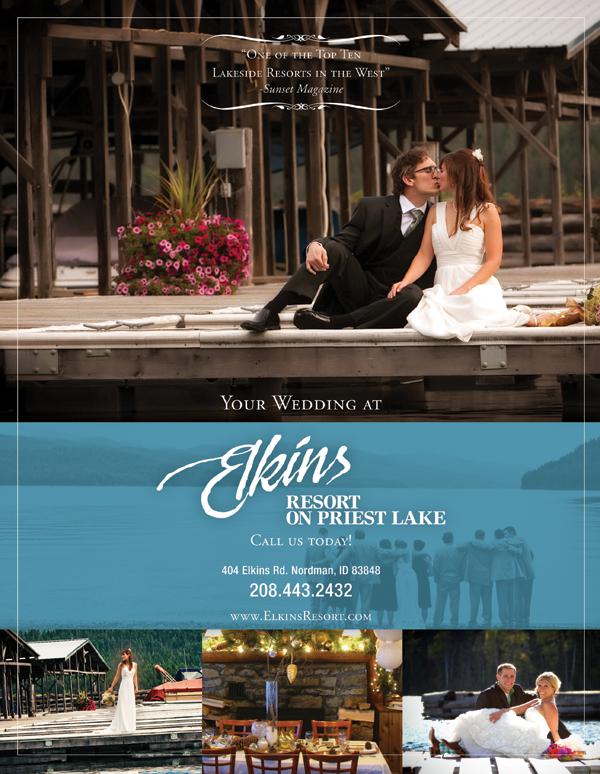 “One of the Top Ten
Lakeside Resorts in the West”
-Sunset Magazine
Your Wedding at
Elkins
RESORT
ON PRIEST LAKE
Call us today!
404 Elkins Rd. Nordman, ID 83848
208.443.2432
www.ElkinsResort.com